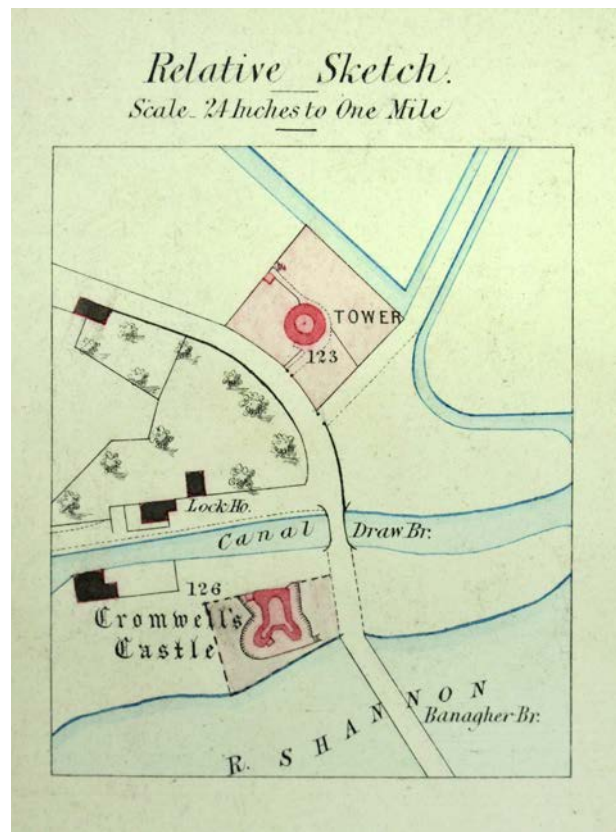 Relative Sketch.
Scale - 24 Inches to One Mile
TOWER
123
Lock Ho.
Canal
Draw Br.
126
Cromwell's
Castle
R. SHANNON
Banagher Br.